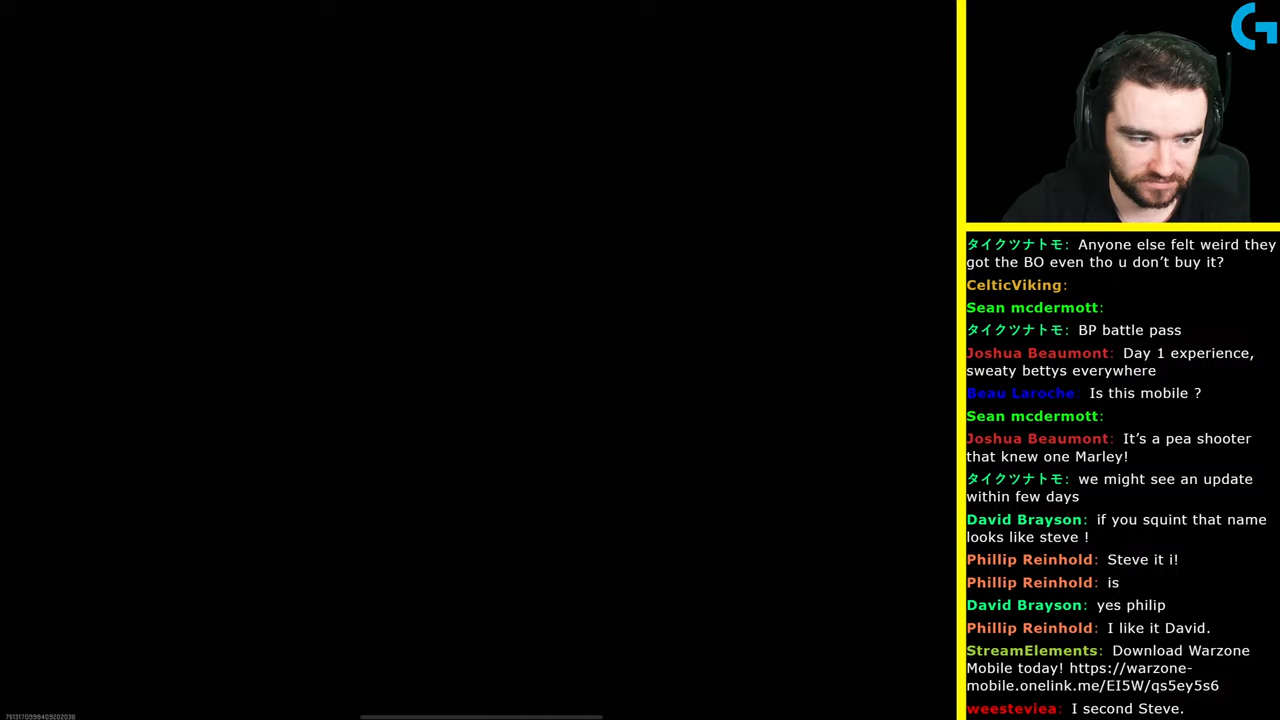 タイクツナトモ: Anyone else felt weird they
got the BO even tho u don’t buy it?
CelticViking:
Sean mcdermott:
タイクツナトモ: BP battle pass
Joshua Beaumont: Day 1 experience,
sweaty bettys everywhere
Beau Laroche: Is this mobile ?
Sean mcdermott:
Joshua Beaumont: It’s a pea shooter
that knew one Marley!
タイクツナトモ: we might see an update
within few days
David Brayson: if you squint that name
looks like steve !
Phillip Reinhold: Steve it i!
Phillip Reinhold: is
David Brayson: yes philip
Phillip Reinhold: I like it David.
StreamElements: Download Warzone
Mobile today! https://warzone-
mobile.onelink.me/EI5W/qs5ey5s6
weesteviea: I second Steve.